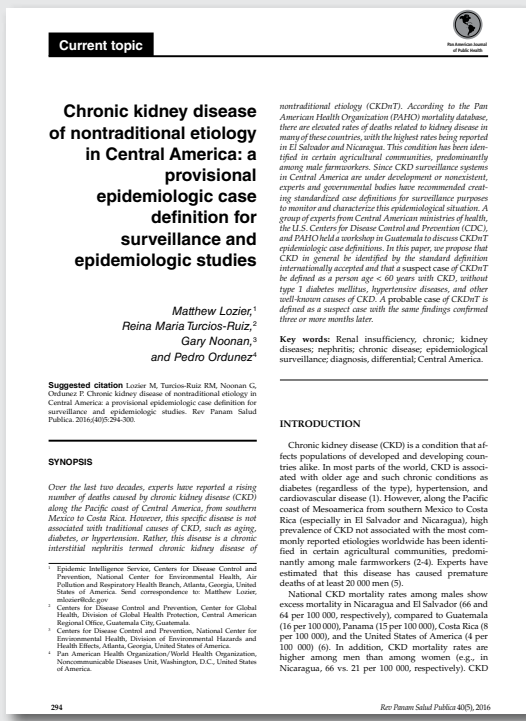 Current topic
Pan American Journal
of Public Health
Chronic kidney disease
of nontraditional etiology
in Central America: a
provisional
epidemiologic case
definition for
surveillance and
epidemiologic studies
Matthew Lozier,1
Reina Maria Turcios-Ruiz,2
Gary Noonan,3
and Pedro Ordunez4
Suggested citation Lozier M, Turcios-Ruiz RM, Noonan G,
Ordunez P. Chronic kidney disease of nontraditional etiology in
Central America: a provisional epidemiologic case definition for
surveillance and epidemiologic studies. Rev Panam Salud
Publica. 2016;(40)5:294-300.
SYNOPSIS
Over the last two decades, experts have reported a rising
number of deaths caused by chronic kidney disease (CKD)
along the Pacific coast of Central America, from southern
Mexico to Costa Rica. However, this specific disease is not
associated with traditional causes of CKD, such as aging,
diabetes, or hypertension. Rather, this disease is a chronic
interstitial nephritis termed chronic kidney disease of
1 Epidemic Intelligence Service, Centers for Disease Control and
Prevention, National Center for Environmental Health, Air
Pollution and Respiratory Health Branch, Atlanta, Georgia, United
States of America. Send correspondence to: Matthew Lozier,
mlozier@cdc.gov
2 Centers for Disease Control and Prevention, Center for Global
Health, Division of Global Health Protection, Central American
Regional Office, Guatemala City, Guatemala.
3 Centers for Disease Control and Prevention, National Center for
Environmental Health, Division of Environmental Hazards and
Health Effects, Atlanta, Georgia, United States of America.
4 Pan American Health Organization/World Health Organization,
Noncommunicable Diseases Unit, Washington, D.C., United States
of America.
nontraditional etiology (CKDnT). According to the Pan
American Health Organization (PAHO) mortality database,
there are elevated rates of deaths related to kidney disease in
many of these countries, with the highest rates being reported
in El Salvador and Nicaragua. This condition has been iden-
tified in certain agricultural communities, predominantly
among male farmworkers. Since CKD surveillance systems
in Central America are under development or nonexistent,
experts and governmental bodies have recommended creat-
ing standardized case definitions for surveillance purposes
to monitor and characterize this epidemiological situation. A
group of experts from Central American ministries of health,
the U.S. Centers for Disease Control and Prevention (CDC),
and PAHO held a workshop in Guatemala to discuss CKDnT
epidemiologic case definitions. In this paper, we propose that
CKD in general be identified by the standard definition
internationally accepted and that a suspect case of CKDnT
be defined as a person age < 60 years with CKD, without
type 1 diabetes mellitus, hypertensive diseases, and other
well-known causes of CKD. A probable case of CKDnT is
defined as a suspect case with the same findings confirmed
three or more months later.
Key words: Renal insufficiency, chronic; kidney
diseases; nephritis; chronic disease; epidemiological
surveillance; diagnosis, differential; Central America.
INTRODUCTION
Chronic kidney disease (CKD) is a condition that af-
fects populations of developed and developing coun-
tries alike. In most parts of the world, CKD is associ-
ated with older age and such chronic conditions as
diabetes (regardless of the type), hypertension, and
cardiovascular disease (1). However, along the Pacific
coast of Mesoamerica from southern Mexico to Costa
Rica (especially in El Salvador and Nicaragua), high
prevalence of CKD not associated with the most com-
monly reported etiologies worldwide has been identi-
fied in certain agricultural communities, predomi-
nantly among male farmworkers (2-4). Experts have
estimated that this disease has caused premature
deaths of at least 20 000 men (5).
National CKD mortality rates among males show
excess mortality in Nicaragua and El Salvador (66 and
64 per 100 000, respectively), compared to Guatemala
(16 per 100 000), Panama (15 per 100 000), Costa Rica (8
per 100 000), and the United States of America (4 per
100 000) (6). In addition, CKD mortality rates are
higher among men than among women (e.g., in
Nicaragua, 66 vs. 21 per 100 000, respectively). CKD
294
Rev Panam Salud Publica 40(5), 2016